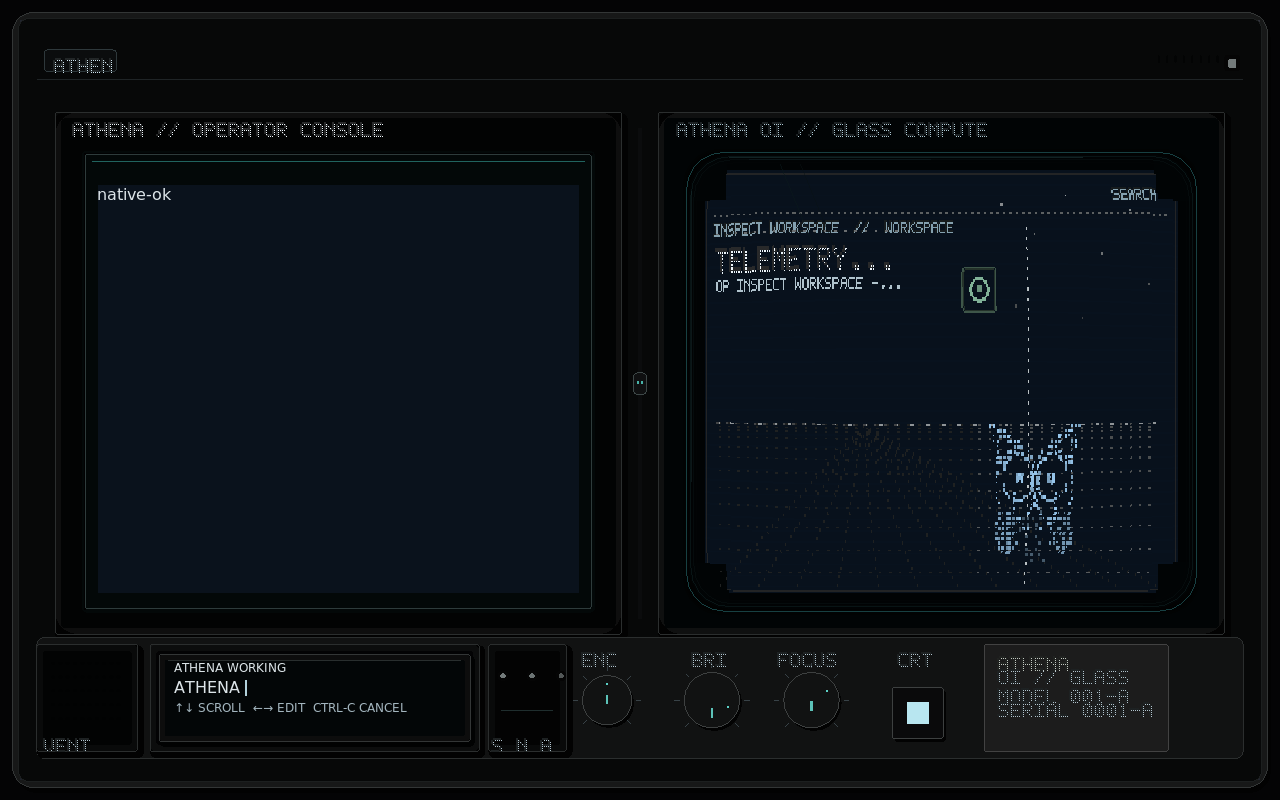 ATHEN
ATHENA // OPERATOR CONSOLE
native-ok
ATHENA OI // GLASS COMPUTE
SEARCH
INSPECT WORKSPACE // WORKSPACE
TELEMETRY...
OP INSPECT WORKSPACE -...
VENT
ATHENA WORKING
ATHENA
↑↓ SCROLL ←→ EDIT CTRL-C CANCEL
S N A
ENC
BRI
FOCUS
CRT
ATHENA
OI // GLASS
MODEL 001-A
SERIAL 0001-A